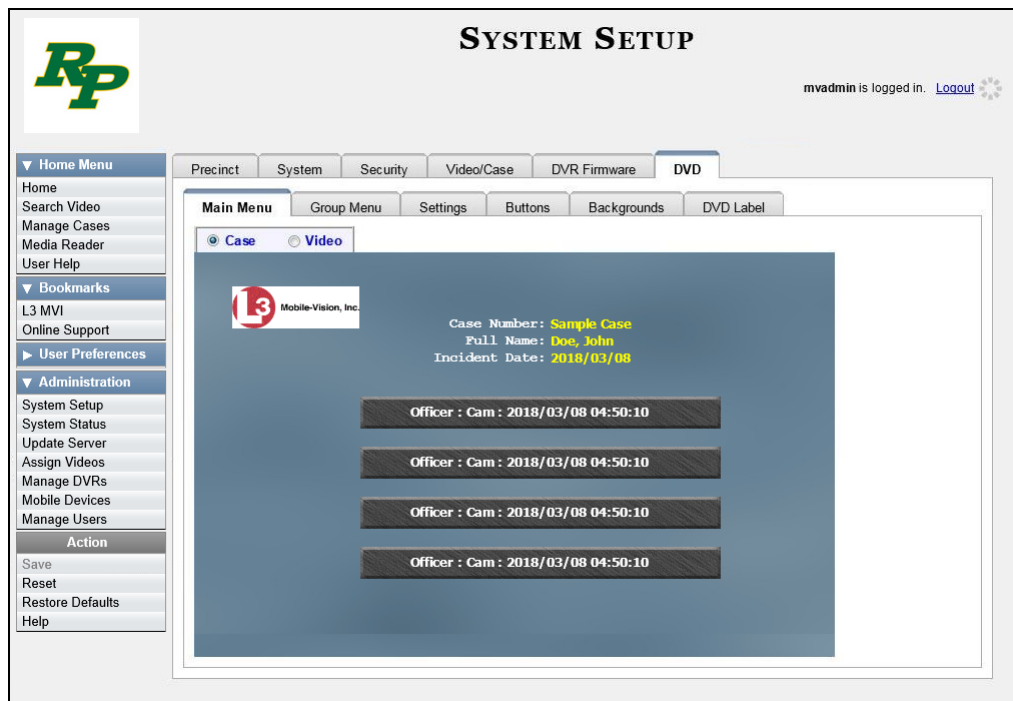 RP
SYSTEM SETUP
mvadmin is logged in. Logout
▼ Home Menu
Home
Search Video
Manage Cases
Media Reader
User Help
▼ Bookmarks
L3 MVI
Online Support
▶ User Preferences
▼ Administration
System Setup
System Status
Update Server
Assign Videos
Manage DVRs
Mobile Devices
Manage Users
Action
Save
Reset
Restore Defaults
Help
Precinct System Security Video/Case DVR Firmware DVD
Main Menu Group Menu Settings Buttons Backgrounds DVD Label
Case Video
L3 Mobile-Vision, Inc.
Case Number: Sample Case
Full Name: Doe, John
Incident Date: 2018/03/08
Officer : Cam : 2018/03/08 04:50:10
Officer : Cam : 2018/03/08 04:50:10
Officer : Cam : 2018/03/08 04:50:10
Officer : Cam : 2018/03/08 04:50:10